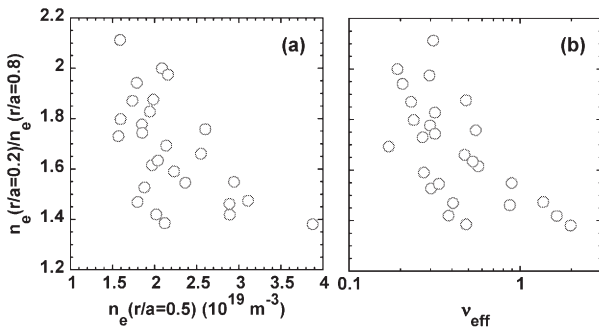 2.2
2
1.8
1.6
1.4
1.2
n_e(r/a=0.2)/n_e(r/a=0.8)
(a)
1 1.5 2 2.5 3 3.5 4
n_e(r/a=0.5) (10^19 m^-3)
(b)
0.1 1
ν_eff